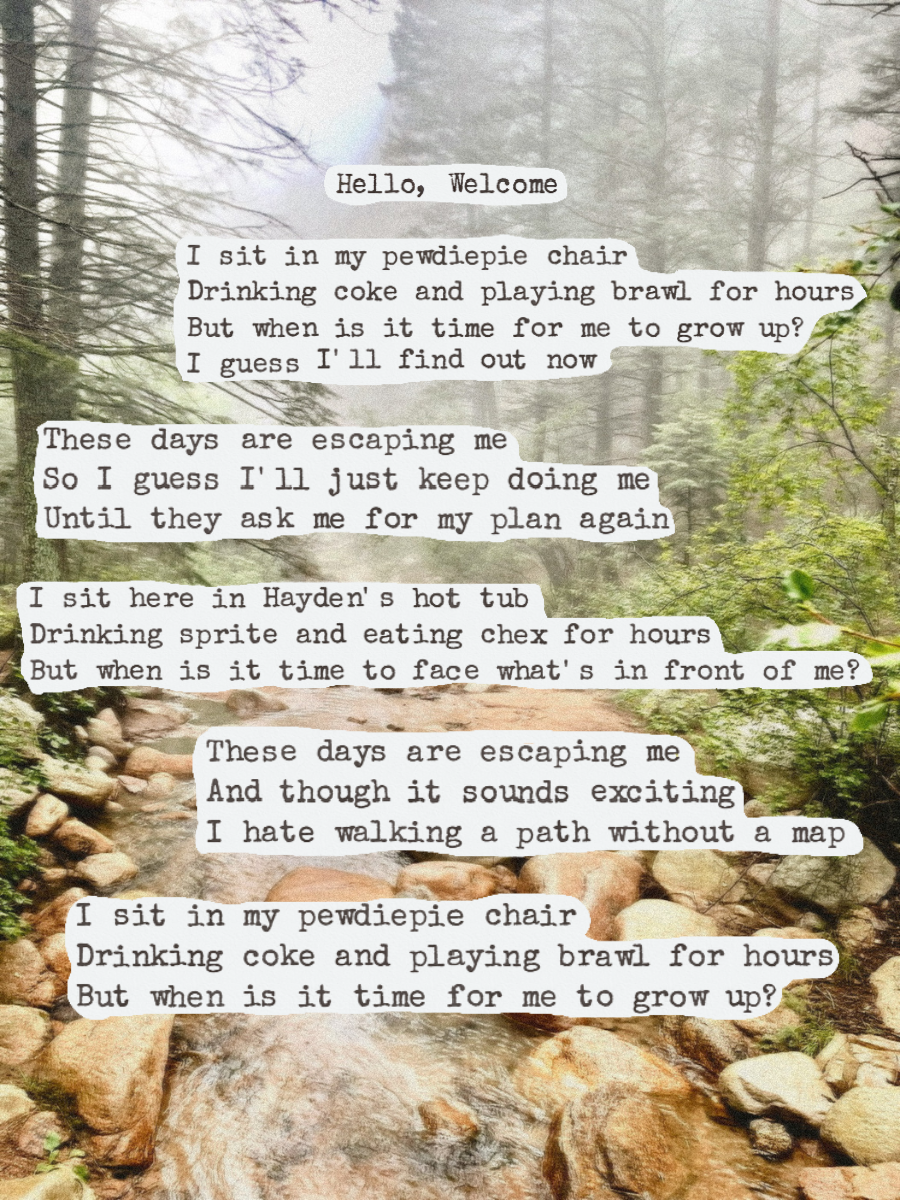 Hello, Welcome
I sit in my pewdiepie chair
Drinking coke and playing brawl for hours
But when is it time for me to grow up?
I guess I'll find out now
These days are escaping me
So I guess I'll just keep doing me
Until they ask me for my plan again
I sit here in Hayden's hot tub
Drinking sprite and eating chex for hours
But when is it time to face what's in front of me?
These days are escaping me
And though it sounds exciting
I hate walking a path without a map
I sit in my pewdiepie chair
Drinking coke and playing brawl for hours
But when is it time for me to grow up?